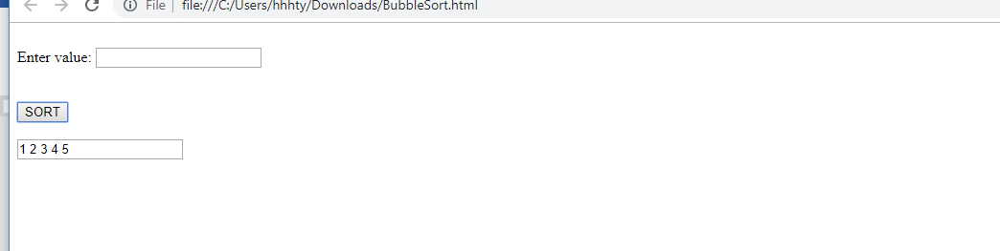 File file:///C:/Users/hhhty/Downloads/BubbleSort.html
Enter value:
SORT
1 2 3 4 5